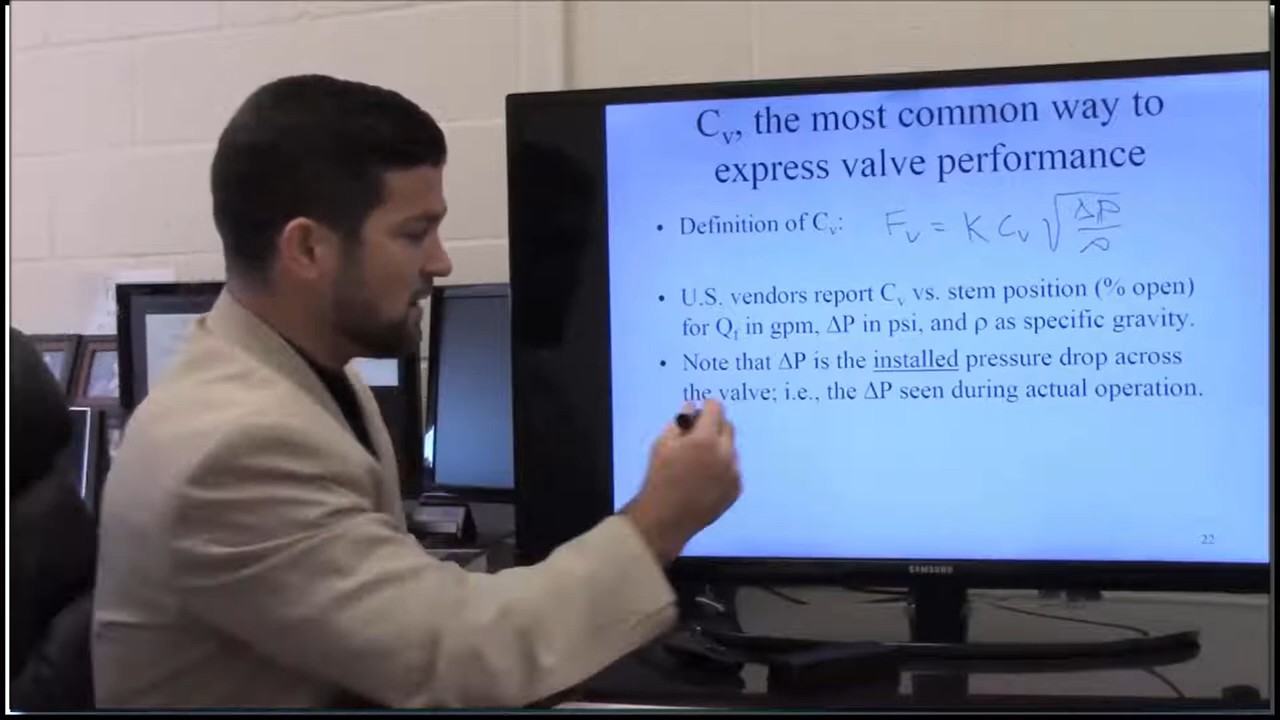 Cv, the most common way to
express valve performance
• Definition of Cv: Fv = K Cv √(ΔP/ρ)
• U.S. vendors report Cv vs. stem position (% open)
for Qf in gpm, ΔP in psi, and ρ as specific gravity.
• Note that ΔP is the installed pressure drop across
the valve; i.e., the ΔP seen during actual operation.
22
SAMSUNG